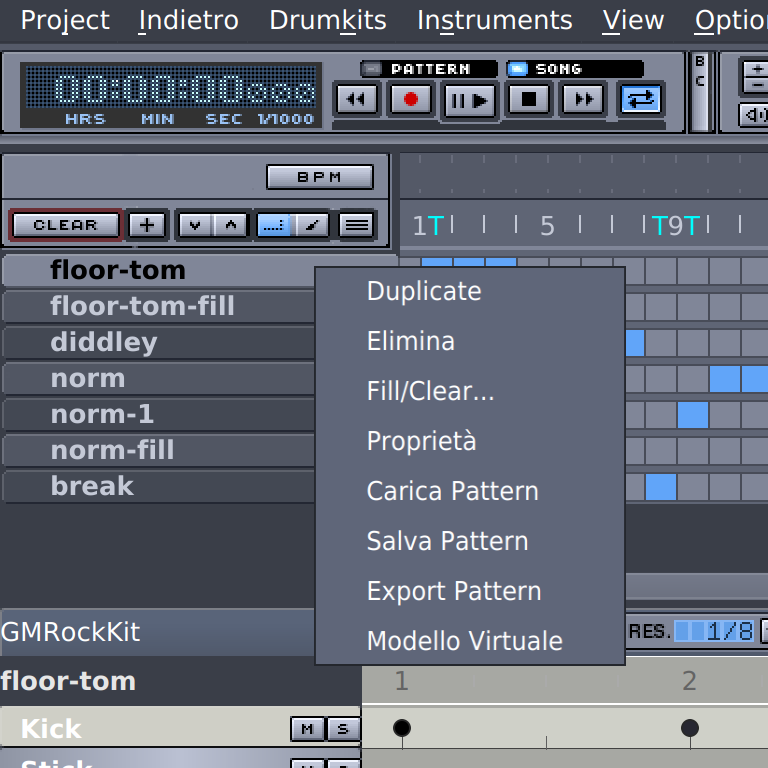 Project Indietro Drumkits Instruments View Optio
PATTERN SONG B C
00:00:00:000
HRS MIN SEC 1/1000
BPM
CLEAR 1T 5 T9T
floor-tom
floor-tom-fill
diddley
norm
norm-1
norm-fill
break
Duplicate
Elimina
Fill/Clear...
Proprietà
Carica Pattern
Salva Pattern
Export Pattern
Modello Virtuale
GMRockKit RES. 1/8
floor-tom 1 2
Kick M S
Stick